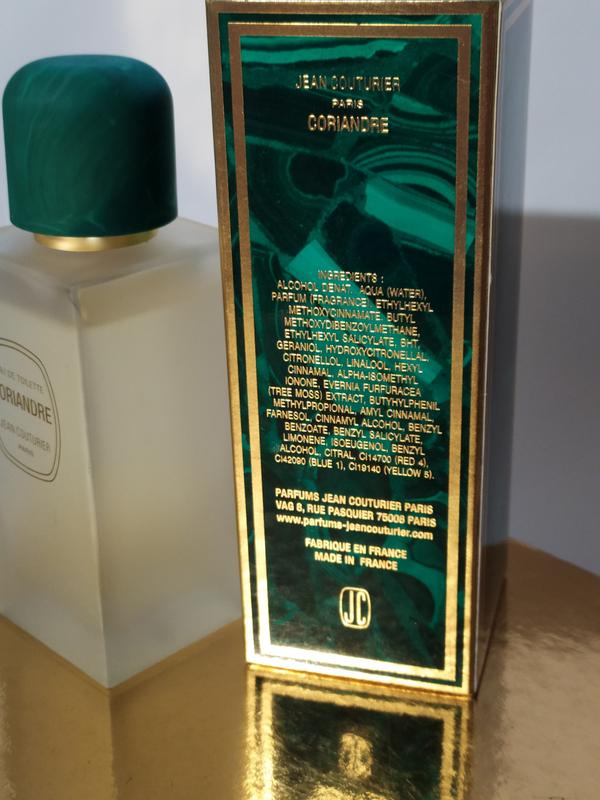 JEAN COUTURIER
PARIS
CORIANDRE
INGREDIENTS :
ALCOHOL DENAT. AQUA (WATER),
PARFUM (FRAGRANCE), ETHYLHEXYL
METHOXYCINNAMATE, BUTYL
METHOXYDIBENZOYLMETHANE,
ETHYLHEXYL SALICYLATE, BHT,
GERANIOL, HYDROXYCITRONELLAL,
CITRONELLOL, LINALOOL, HEXYL
CINNAMAL, ALPHA-ISOMETHYL
IONONE, EVERNIA FURFURACEA
(TREE MOSS) EXTRACT, BUTYHYLPHENIL
METHYLPROPIONAL, AMYL CINNAMAL,
FARNESOL, CINNAMYL ALCOHOL, BENZYL
BENZOATE, BENZYL SALICYLATE,
LIMONENE, ISOEUGENOL, BENZYL
ALCOHOL, CITRAL, CI14700 (RED 4),
CI42090 (BLUE 1), CI19140 (YELLOW 5).
PARFUMS JEAN COUTURIER PARIS
VAG 8, RUE PASQUIER 75008 PARIS
www.parfums-jeancouturier.com
FABRIQUE EN FRANCE
MADE IN FRANCE
JC
DE TOILETTE
ORIANDRE
JEAN COUTURIER
PARIS